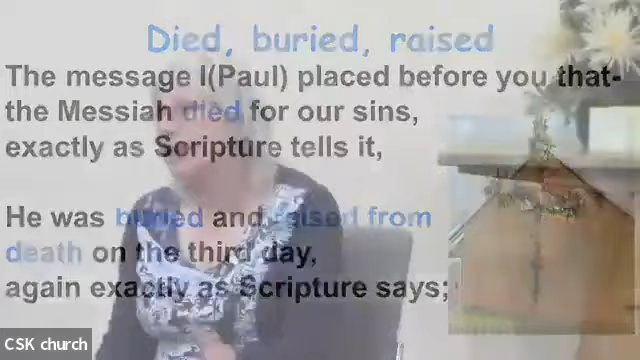 Died, buried, raised
The message I(Paul) placed before you that-
the Messiah died for our sins,
exactly as Scripture tells it,
He was buried and raised from
death on the third day,
again exactly as Scripture says;
CSK church